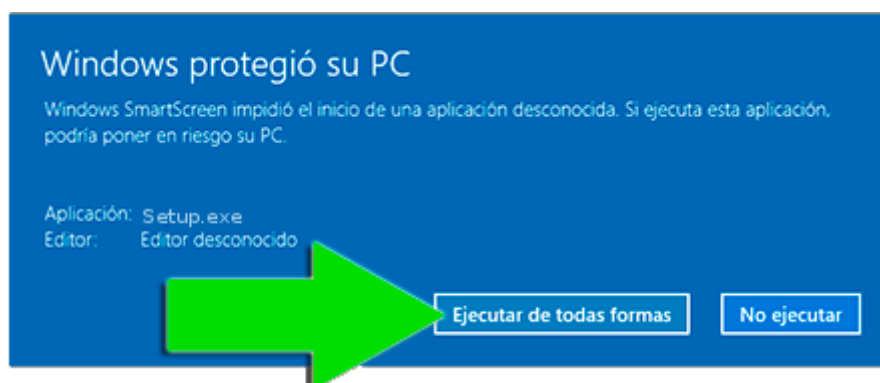 Windows protegió su PC
Windows SmartScreen impidió el inicio de una aplicación desconocida. Si ejecuta esta aplicación,
podría poner en riesgo su PC.
Aplicación: Setup.exe
Editor: Editor desconocido
Ejecutar de todas formas No ejecutar